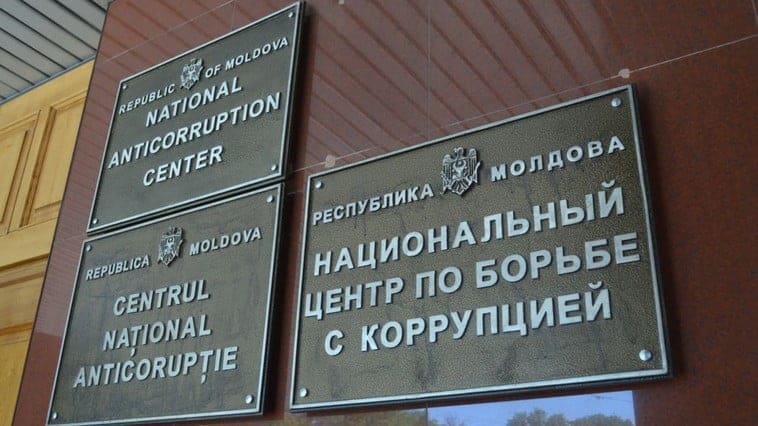 REPUBLIC OF MOLDOVA
NATIONAL
ANTICORRUPTION
CENTER
REPUBLICA MOLDOVA
CENTRUL
NAȚIONAL
ANTICORUPȚIE
РЕСПУБЛИКА МОЛДОВА
НАЦИОНАЛЬНЫЙ
ЦЕНТР ПО БОРЬБЕ
С КОРРУПЦИЕЙ